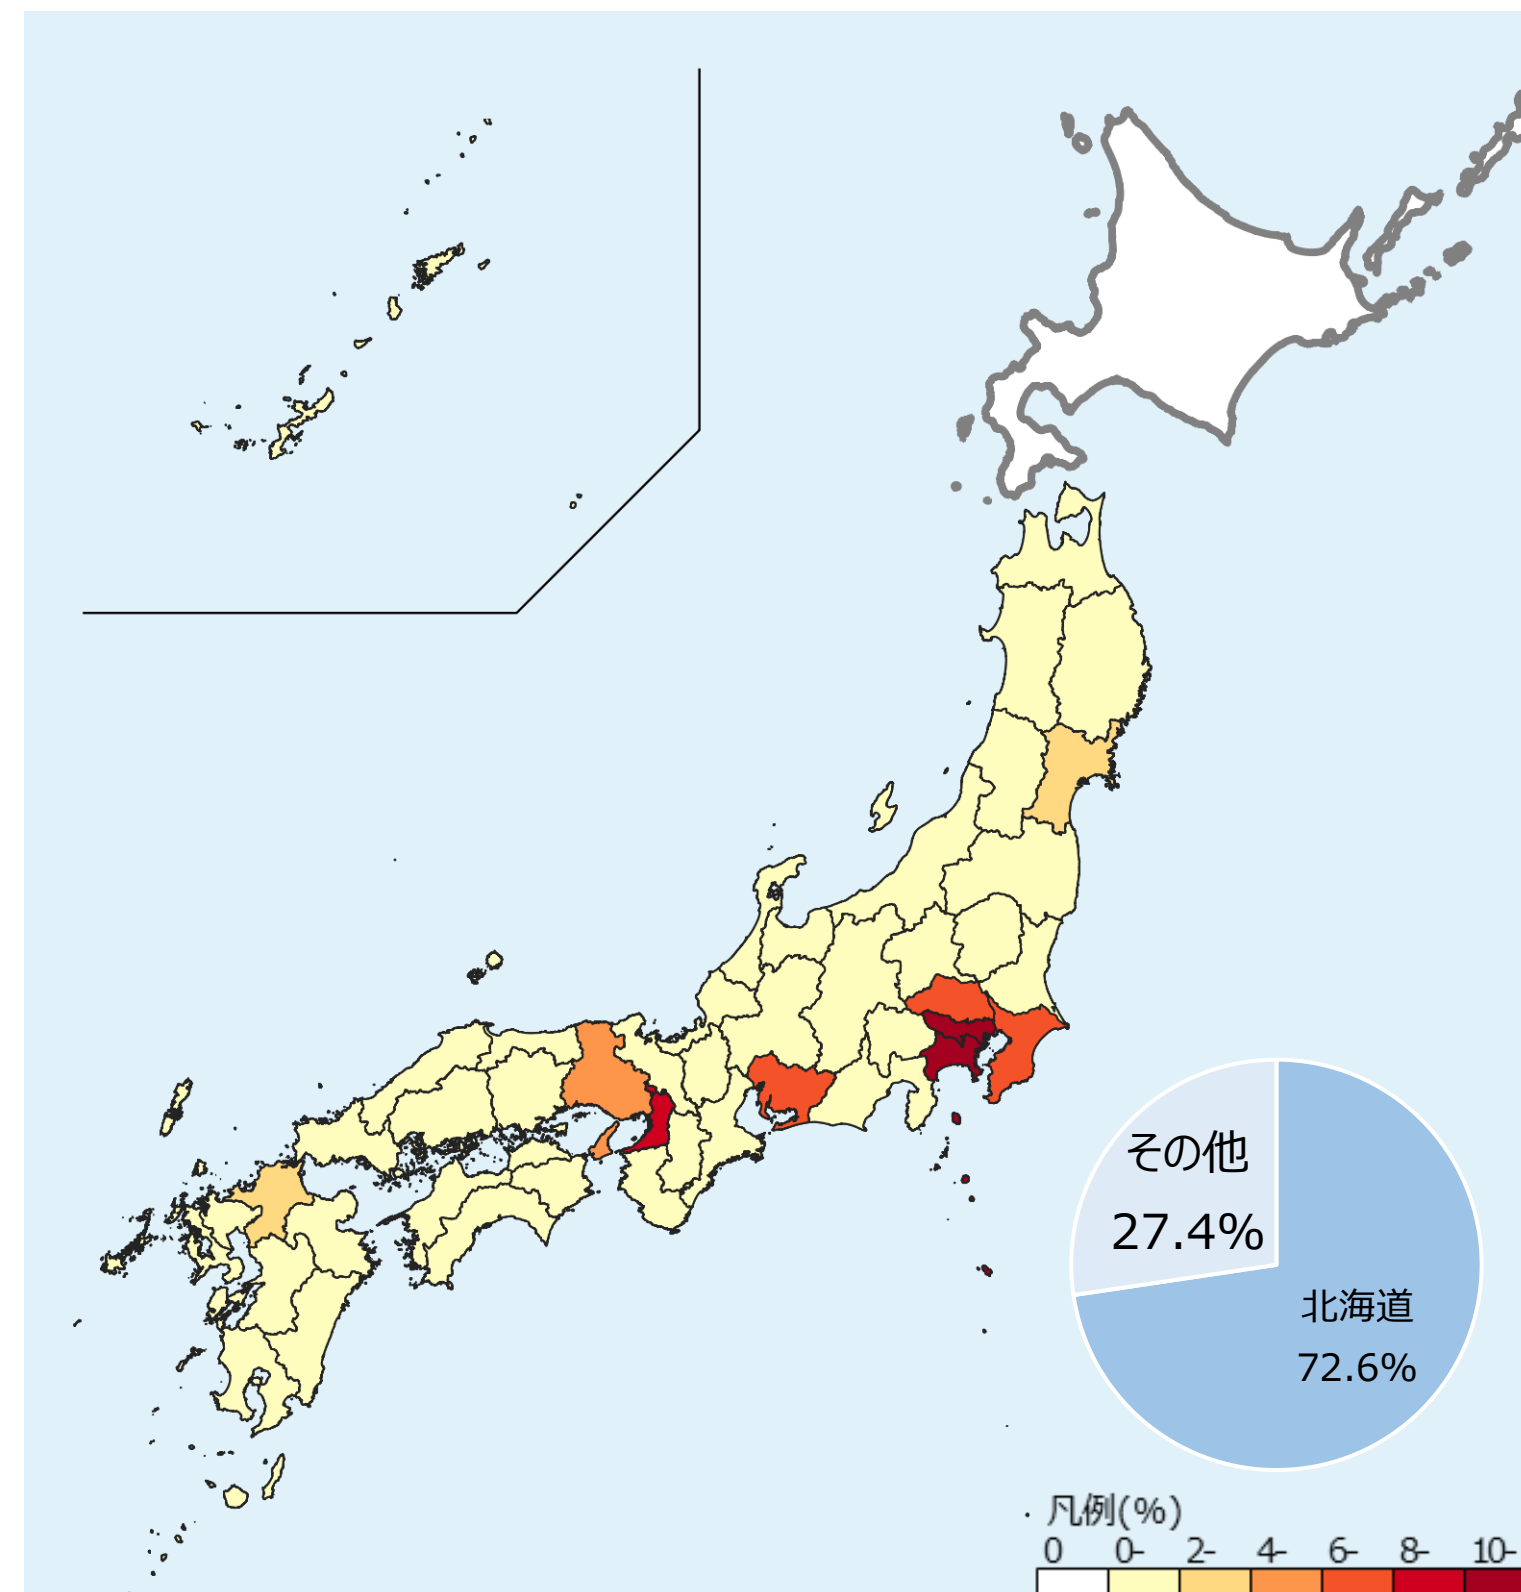 その他
27.4%
北海道
72.6%
凡例(%)
0 0- 2- 4- 6- 8- 10-